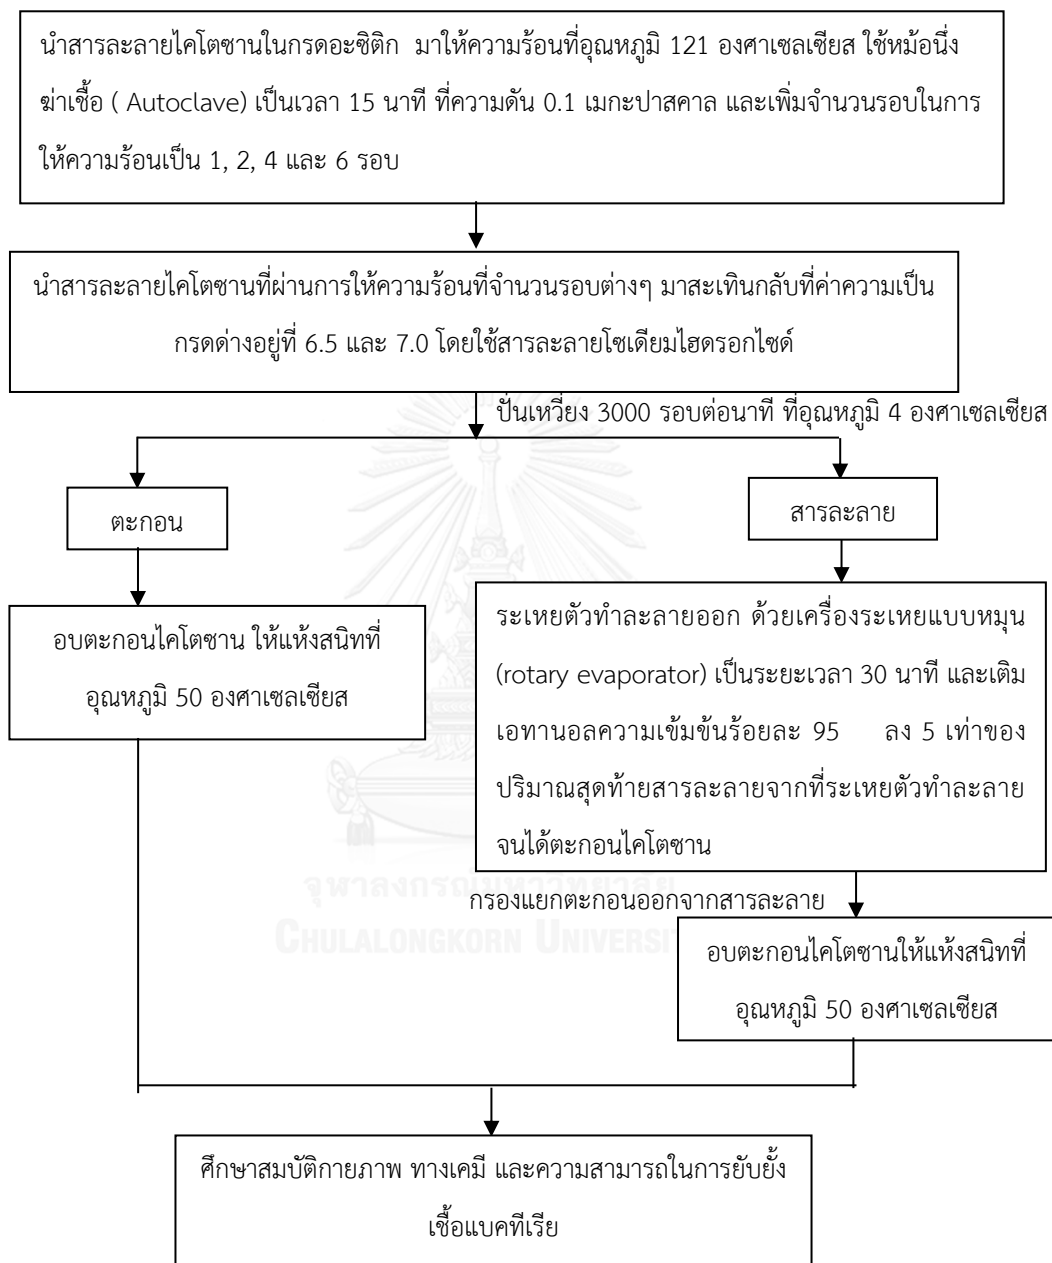 นำสารละลายไคโตซานในกรดอะซิติก มาให้ความร้อนที่อุณหภูมิ 121 องศาเซลเซียส ใช้หม้อนึ่ง
ฆ่าเชื้อ ( Autoclave) เป็นเวลา 15 นาที ที่ความดัน 0.1 เมกะปาสคาล และเพิ่มจำนวนรอบในการ
ให้ความร้อนเป็น 1, 2, 4 และ 6 รอบ
นำสารละลายไคโตซานที่ผ่านการให้ความร้อนที่จำนวนรอบต่างๆ มาสะเทินกลับที่ค่าความเป็น
กรดด่างอยู่ที่ 6.5 และ 7.0 โดยใช้สารละลายโซเดียมไฮดรอกไซด์
ปั่นเหวี่ยง 3000 รอบต่อนาที ที่อุณหภูมิ 4 องศาเซลเซียส
ตะกอน
สารละลาย
อบตะกอนไคโตซาน ให้แห้งสนิทที่
อุณหภูมิ 50 องศาเซลเซียส
ระเหยตัวทำละลายออก ด้วยเครื่องระเหยแบบหมุน
(rotary evaporator) เป็นระยะเวลา 30 นาที และเติม
เอทานอลความเข้มข้นร้อยละ 95 ลง 5 เท่าของ
ปริมาณสุดท้ายสารละลายจากที่ระเหยตัวทำละลาย
จนได้ตะกอนไคโตซาน
จุฬาลงกรณ์มหาวิทยาลัย
CHULALONGKORN UNIVERSI
กรองแยกตะกอนออกจากสารละลาย
อบตะกอนไคโตซานให้แห้งสนิทที่
อุณหภูมิ 50 องศาเซลเซียส
ศึกษาสมบัติกายภาพ ทางเคมี และความสามารถในการยับยั้ง
เชื้อแบคทีเรีย